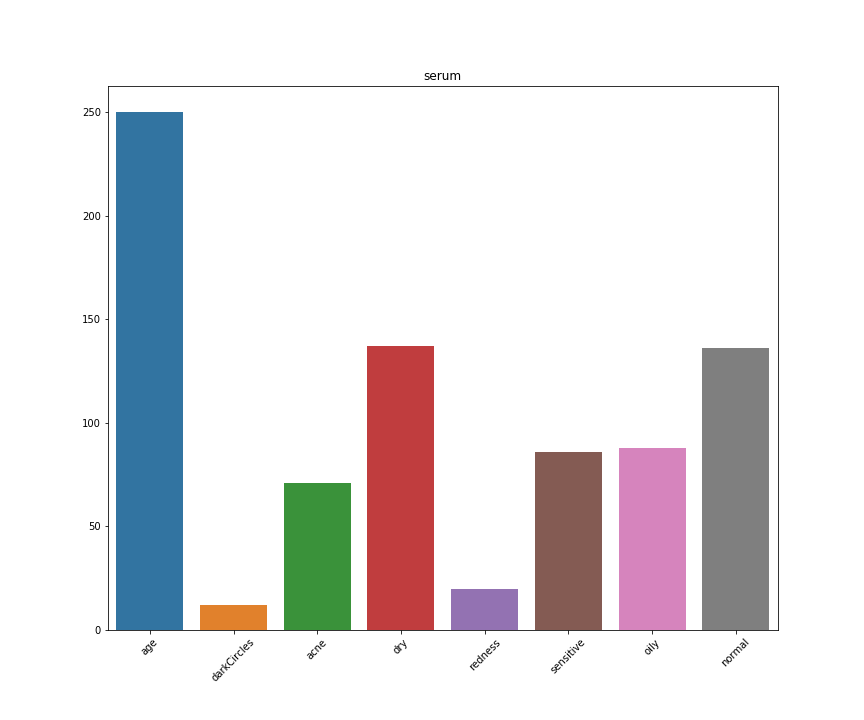 serum
250
200
150
100
50
0
age
darkCircles
acne
dry
redness
sensitive
oily
normal